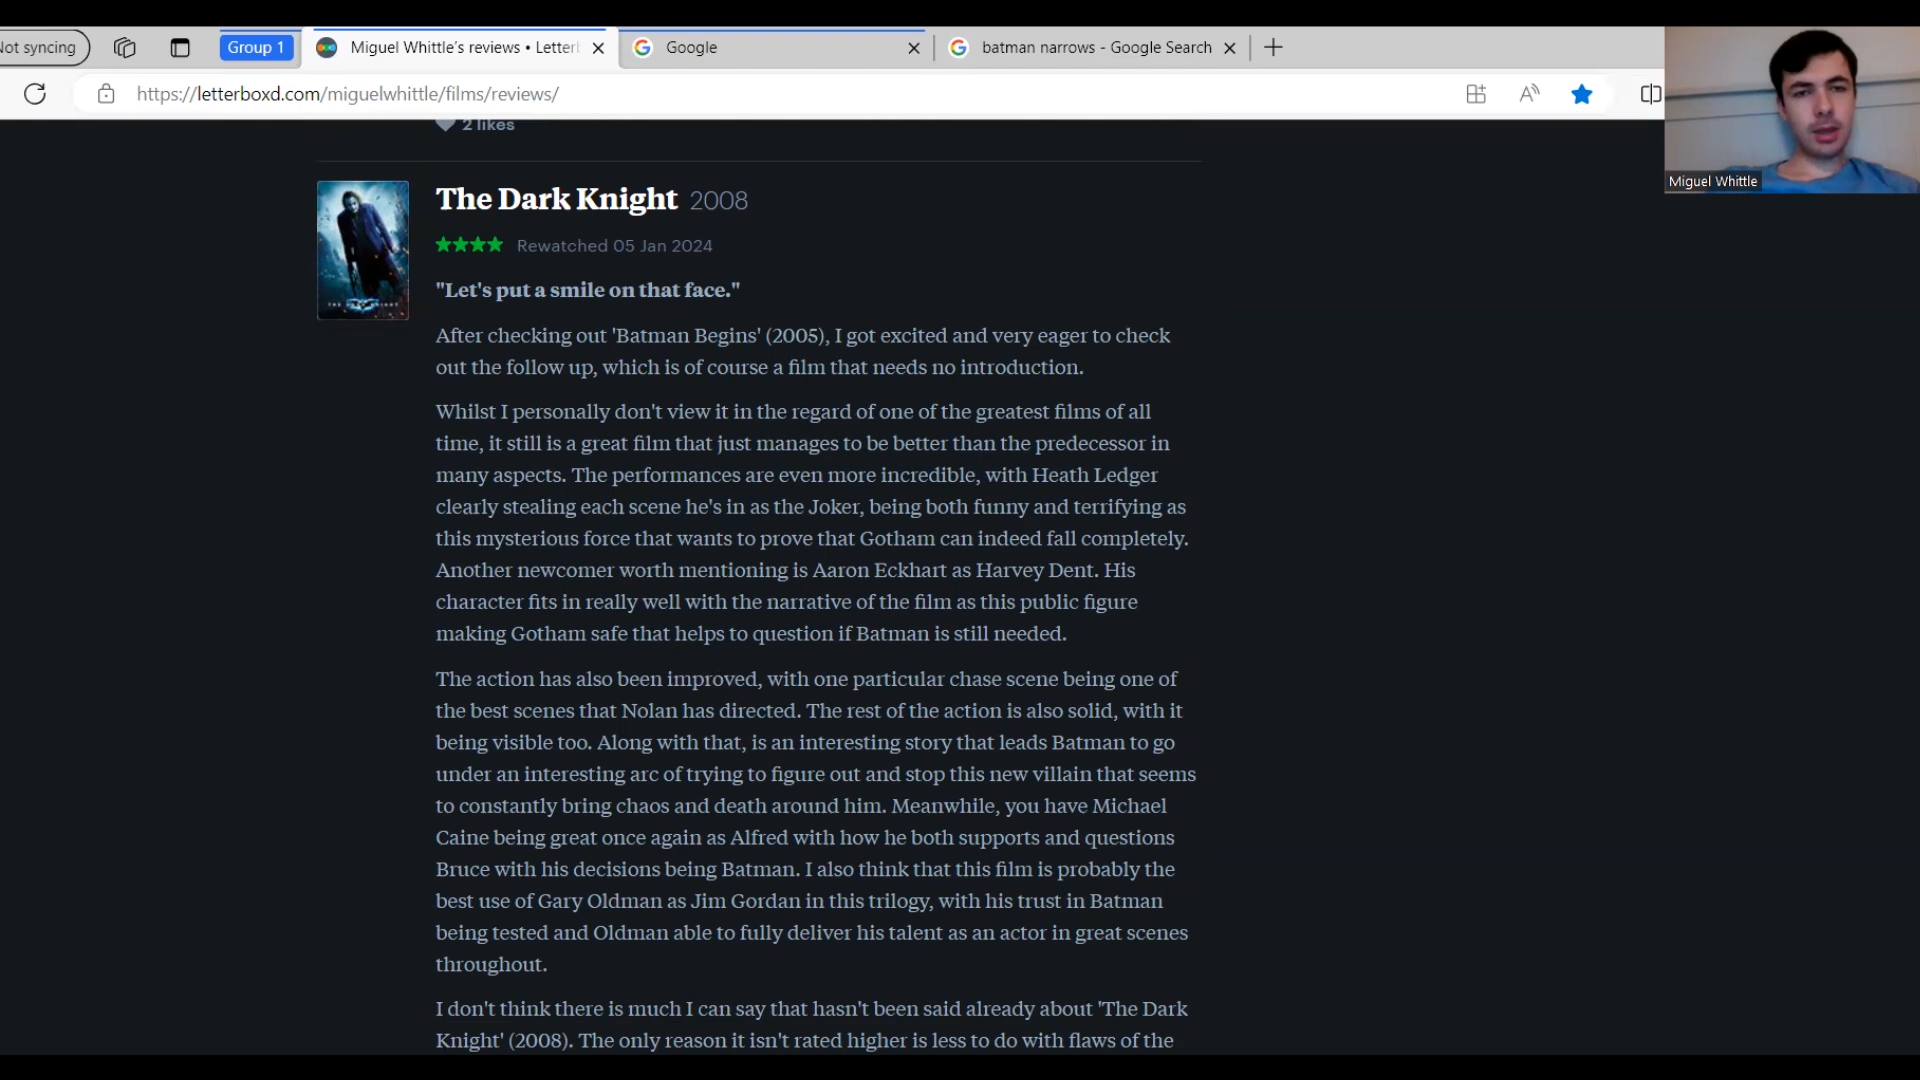 Not syncing
Group 1
Miguel Whittle's reviews • Letter
Google
batman narrows - Google Search
https://letterboxd.com/miguelwhittle/films/reviews/
Miguel Whittle
2 likes
The Dark Knight 2008
Rewatched 05 Jan 2024
"Let's put a smile on that face."
After checking out 'Batman Begins' (2005), I got excited and very eager to check
out the follow up, which is of course a film that needs no introduction.
Whilst I personally don't view it in the regard of one of the greatest films of all
time, it still is a great film that just manages to be better than the predecessor in
many aspects. The performances are even more incredible, with Heath Ledger
clearly stealing each scene he's in as the Joker, being both funny and terrifying as
this mysterious force that wants to prove that Gotham can indeed fall completely.
Another newcomer worth mentioning is Aaron Eckhart as Harvey Dent. His
character fits in really well with the narrative of the film as this public figure
making Gotham safe that helps to question if Batman is still needed.
The action has also been improved, with one particular chase scene being one of
the best scenes that Nolan has directed. The rest of the action is also solid, with it
being visible too. Along with that, is an interesting story that leads Batman to go
under an interesting arc of trying to figure out and stop this new villain that seems
to constantly bring chaos and death around him. Meanwhile, you have Michael
Caine being great once again as Alfred with how he both supports and questions
Bruce with his decisions being Batman. I also think that this film is probably the
best use of Gary Oldman as Jim Gordan in this trilogy, with his trust in Batman
being tested and Oldman able to fully deliver his talent as an actor in great scenes
throughout.
I don't think there is much I can say that hasn't been said already about 'The Dark
Knight' (2008). The only reason it isn't rated higher is less to do with flaws of the